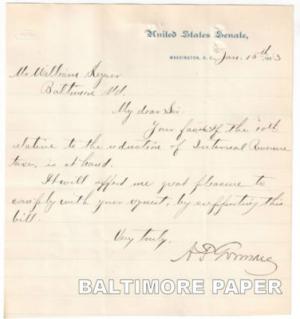 United States Senate,
WASHINGTON, D. C., Jan. 15th 1883
Mr. William
Baltimore Md.
My dear Sir.
Your favor of the 10th
relative to the reduction of Internal Revenue
taxes, is at hand.
It will afford me great pleasure to
comply with your request, by supporting this
bill.
Very truly,
A P Gorman
BALTIMORE PAPER